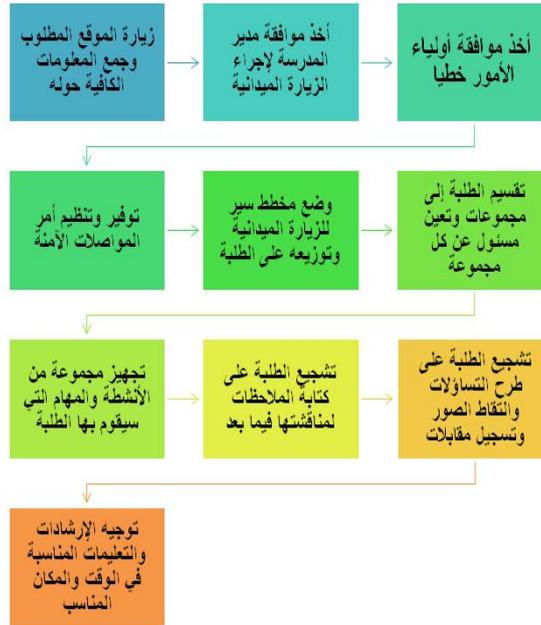 زيارة الموقع المطلوب
وجمع المعلومات
الكافية حوله
أخذ موافقة مدير
المدرسة لإجراء
الزيارة الميدانية
أخذ موافقة أولياء
الأمور خطيا
توفير وتنظيم أمر
المواصلات الآمنة
وضع مخطط سير
للزيارة الميدانية
وتوزيعه على الطلبة
تقسيم الطلبة إلى
مجموعات وتعين
مسئول عن كل
مجموعة
تجهيز مجموعة من
الأنشطة والمهام التي
سيقوم بها الطلبة
تشجيع الطلبة على
كتابة الملاحظات
لمناقشتها فيما بعد
تشجيع الطلبة على
طرح التساؤلات
والتقاط الصور
وتسجيل مقابلات
توجيه الإرشادات
والتعليمات المناسبة
في الوقت والمكان
المناسب